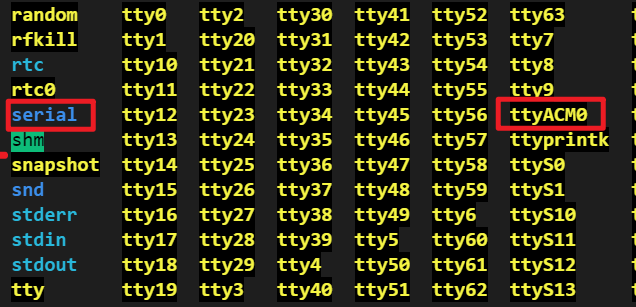 random tty0 tty2 tty30 tty41 tty52 tty63
rfkill tty1 tty20 tty31 tty42 tty53 tty7
rtc tty10 tty21 tty32 tty43 tty54 tty8
rtc0 tty11 tty22 tty33 tty44 tty55 tty9
serial tty12 tty23 tty34 tty45 tty56 ttyACM0
shm tty13 tty24 tty35 tty46 tty57 ttyprintk
snapshot tty14 tty25 tty36 tty47 tty58 ttyS0
snd tty15 tty26 tty37 tty48 tty59 ttyS1
stderr tty16 tty27 tty38 tty49 tty6 ttyS10
stdin tty17 tty28 tty39 tty5 tty60 ttyS11
stdout tty18 tty29 tty4 tty50 tty61 ttyS12
tty tty19 tty3 tty40 tty51 tty62 ttyS13